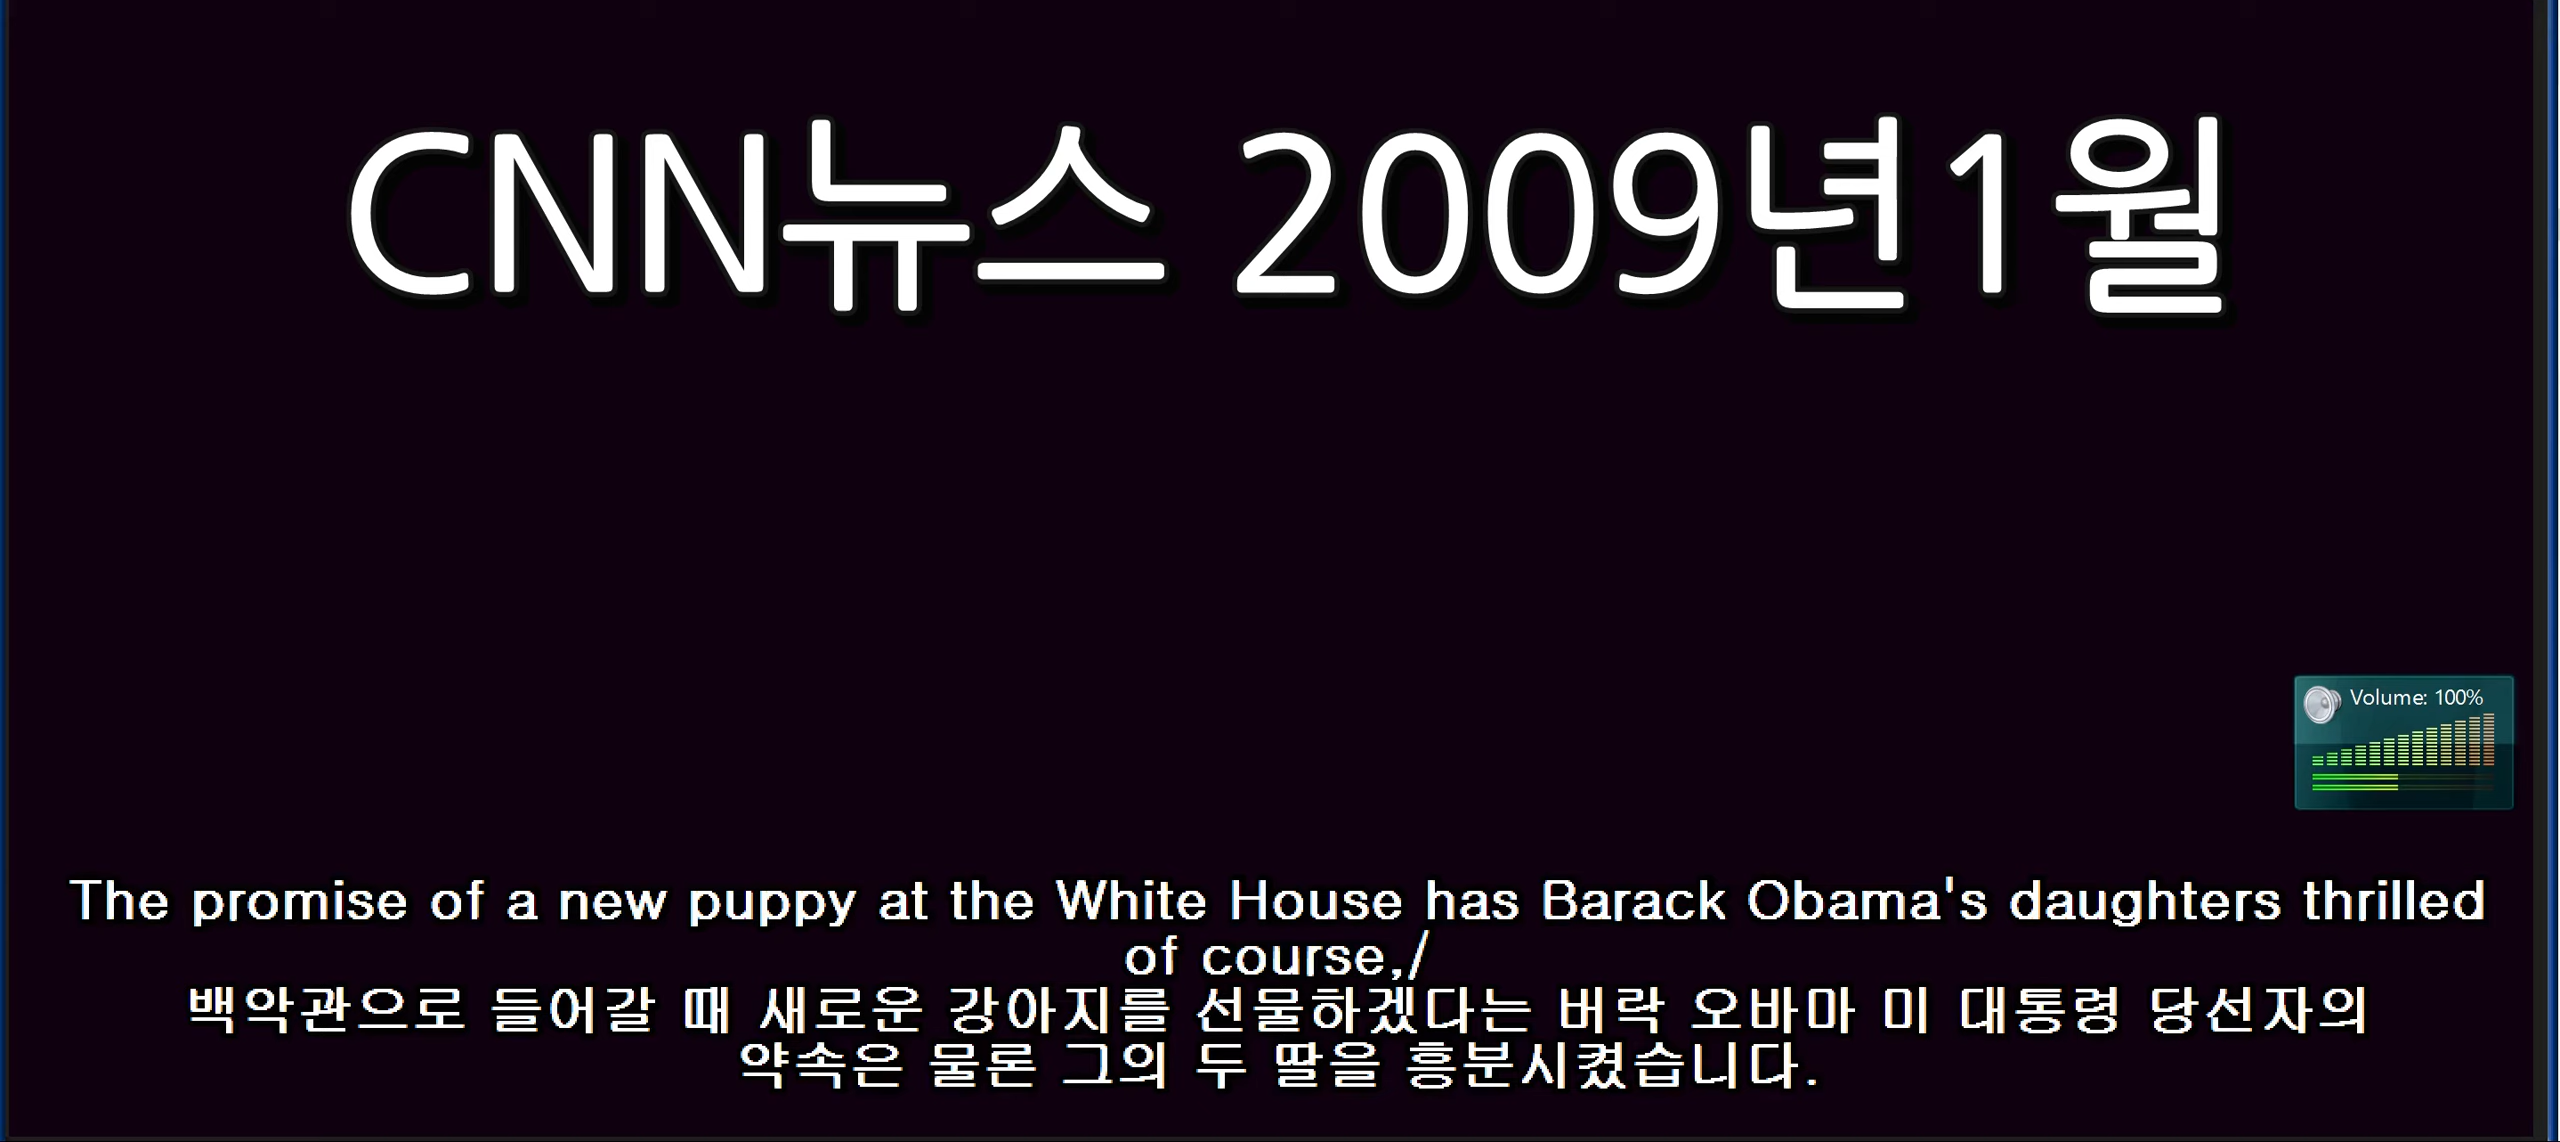 CNN뉴스 2009년1월
Volume: 100%
The promise of a new puppy at the White House has Barack Obama's daughters thrilled
of course,/
백악관으로 들어갈 때 새로운 강아지를 선물하겠다는 버락 오바마 미 대통령 당선자의
약속은 물론 그의 두 딸을 흥분시켰습니다.